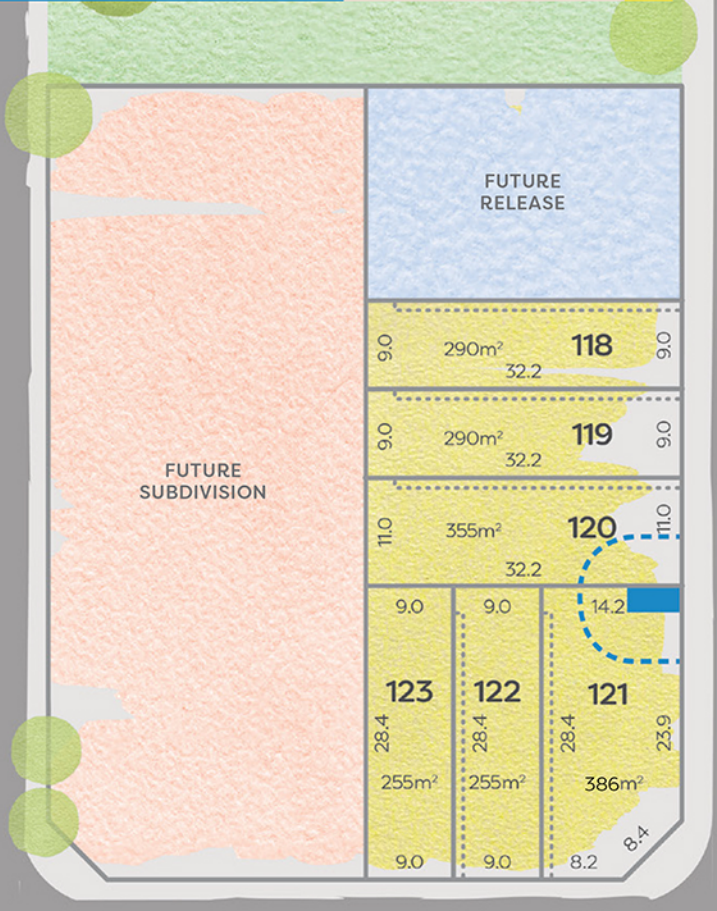 FUTURE
RELEASE
9.0
290m²
118
9.0
32.2
9.0
290m²
119
9.0
32.2
11.0
355m²
120
11.0
32.2
FUTURE
SUBDIVISION
9.0
9.0
14.2
123
122
121
28.4
28.4
28.4
23.9
255m²
255m²
386m²
8.4
9.0
9.0
8.2